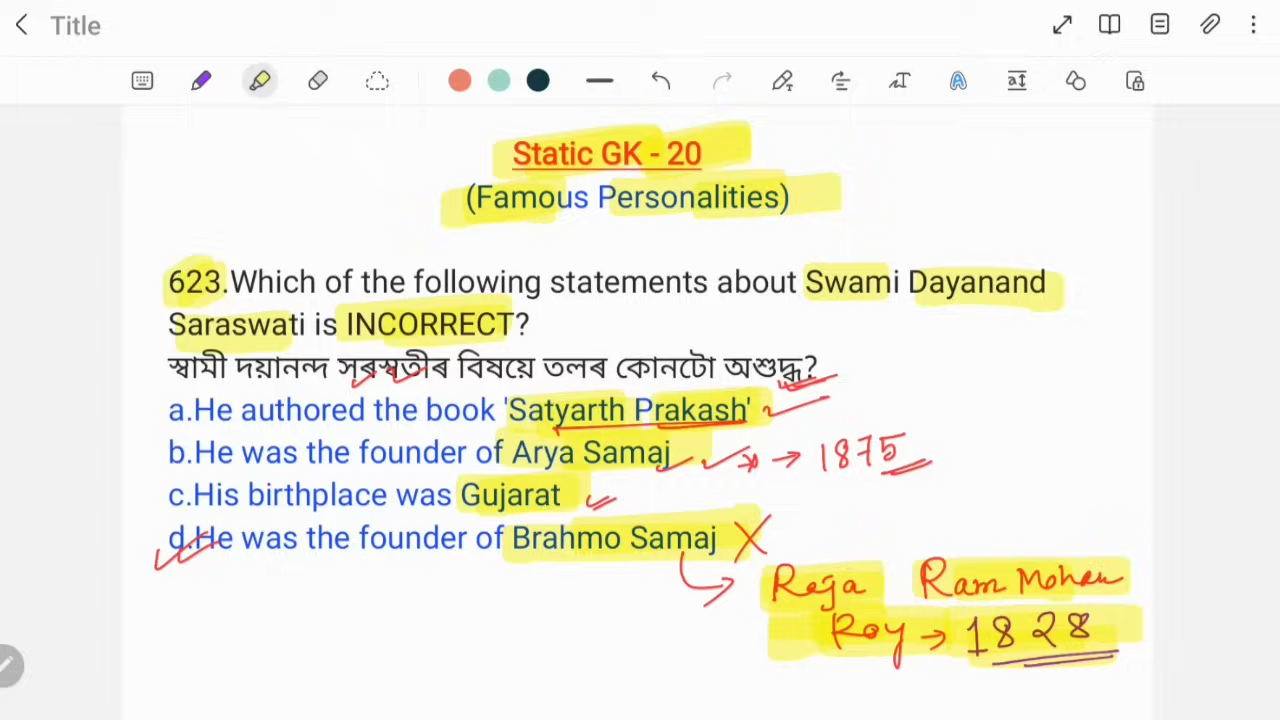 Title
Static GK - 20
(Famous Personalities)
623.Which of the following statements about Swami Dayanand
Saraswati is INCORRECT?
স্বামী দয়ানন্দ সৰস্বতীৰ বিষয়ে তলৰ কোনটো অশুদ্ধ?
a.He authored the book 'Satyarth Prakash'
b.He was the founder of Arya Samaj → 1875
c.His birthplace was Gujarat
d.He was the founder of Brahmo Samaj
Raja Ram Mohan
Roy → 1828